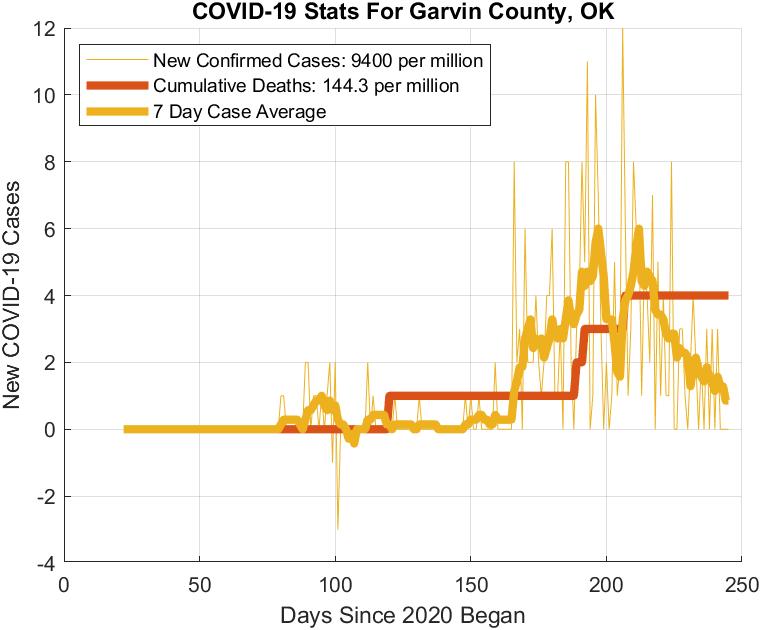 COVID-19 Stats For Garvin County, OK
New Confirmed Cases: 9400 per million
Cumulative Deaths: 144.3 per million
7 Day Case Average
New COVID-19 Cases
12
10
8
6
4
2
0
-2
-4
0 50 100 150 200 250
Days Since 2020 Began